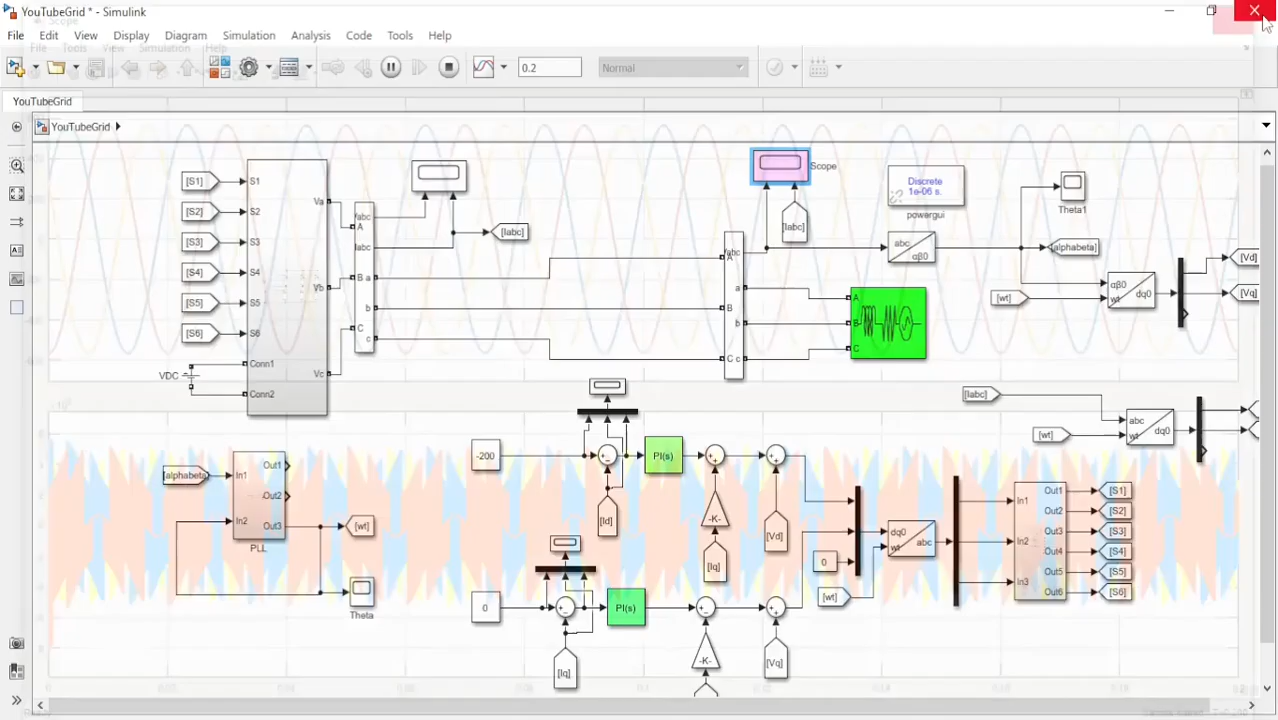 YouTubeGrid * - Simulink
File Edit View Display Diagram Simulation Analysis Code Tools Help
0.2 Normal
YouTubeGrid
YouTubeGrid
[S1] S1
[S2] S2
[S3] S3
[S4] S4
[S5] S5
[S6] S6
Conn1
Conn2
VDC
Va
Vb
Vc
Vabc
A
Iabc
B a
b
C
c
[Iabc]
Scope
[Iabc]
Vabc
A
a
B
b
C c
Discrete
1e-06 s.
powergui
abc
αβ0
A
B
C
Theta1
[alphabeta]
[wt]
αβ0
wt
dq0
[Vd]
[Vq]
[Iabc]
[wt]
abc
wt
dq0
[alphabeta]
In1
In2
Out1
Out2
Out3
PLL
[wt]
Theta
-200
PI(s)
[Id]
-K-
[Iq]
[Vd]
0
PI(s)
[Iq]
-K-
[Vq]
0
[wt]
dq0
wt
abc
In1
In2
In3
Out1 [S1]
Out2 [S2]
Out3 [S3]
Out4 [S4]
Out5 [S5]
Out6 [S6]